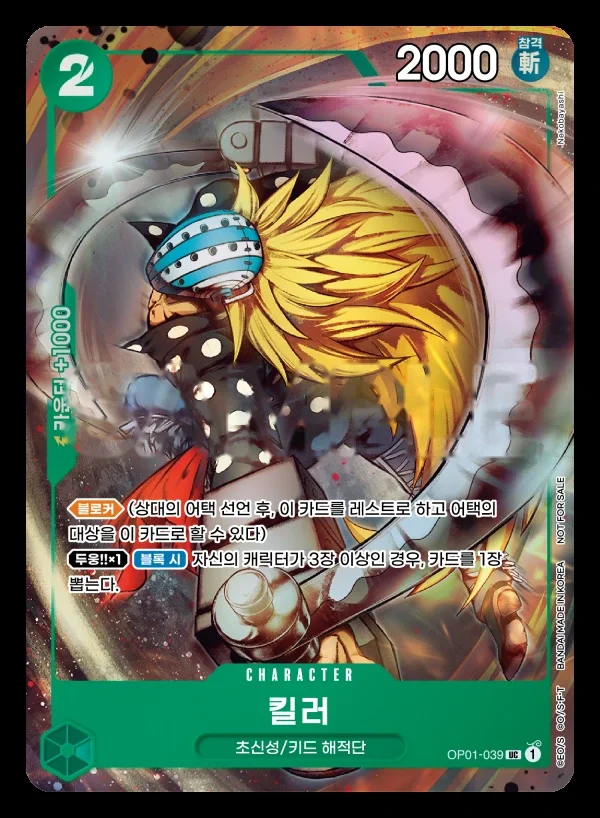 2
2000
참격
斬
Nakabayashi
카운터 +1000
SAMPLE
블로커 (상대의 어택 선언 후, 이 카드를 레스트로 하고 어택의
대상을 이 카드로 할 수 있다)
두웅!!×1 블록 시 자신의 캐릭터가 3장 이상인 경우, 카드를 1장
뽑는다.
CHARACTER
킬러
초신성/키드 해적단
OP01-039 UC 1
©EO/S ©O/S·F·T BANDAI MADE IN KOREA NOT FOR SALE